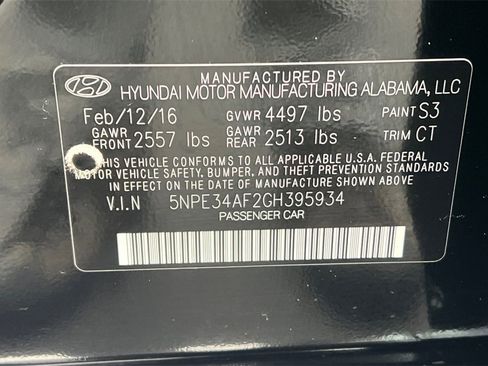 MANUFACTURED BY
HYUNDAI MOTOR MANUFACTURING ALABAMA, LLC
Feb/12/16 GVWR 4497 lbs PAINT S3
GAWR FRONT 2557 lbs GAWR REAR 2513 lbs TRIM CT
THIS VEHICLE CONFORMS TO ALL APPLICABLE U.S.A. FEDERAL
MOTOR VEHICLE SAFETY, BUMPER, AND THEFT PREVENTION STANDARDS
IN EFFECT ON THE DATE OF MANUFACTURE SHOWN ABOVE
V.I.N 5NPE34AF2GH395934
PASSENGER CAR